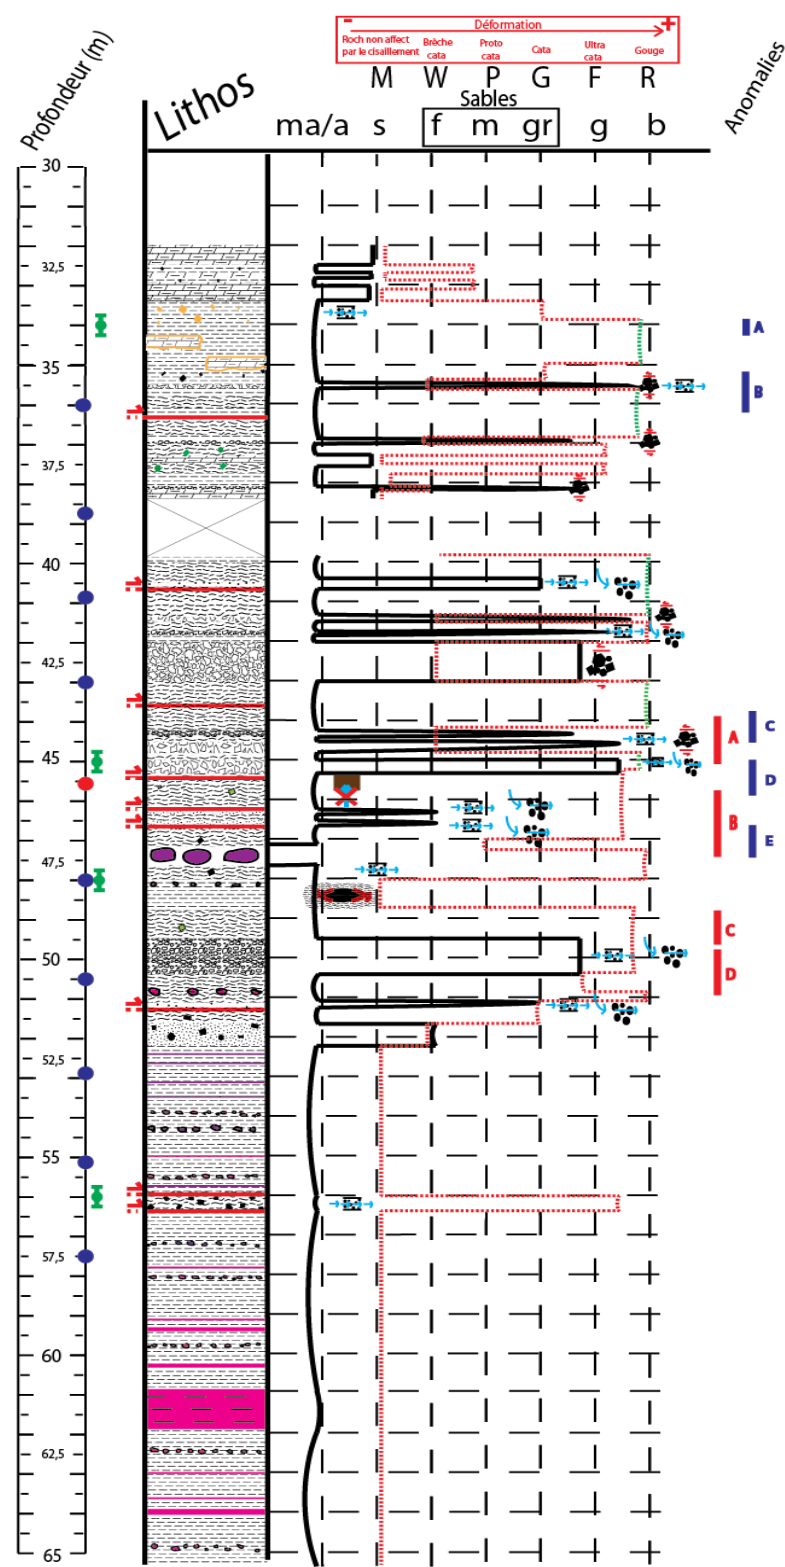 - Déformation +
Roch non affect
par le cisaillement
Brèche
cata
Proto
cata
Cata
Ultra
cata
Gouge
M W P G F R
Sables
ma/a s f m gr g b
Profondeur (m)
Lithos
Anomalies
30
32,5
35
37,5
40
42,5
45
47,5
50
52,5
55
57,5
60
62,5
65
A
B
C
D
E
A
B
C
D